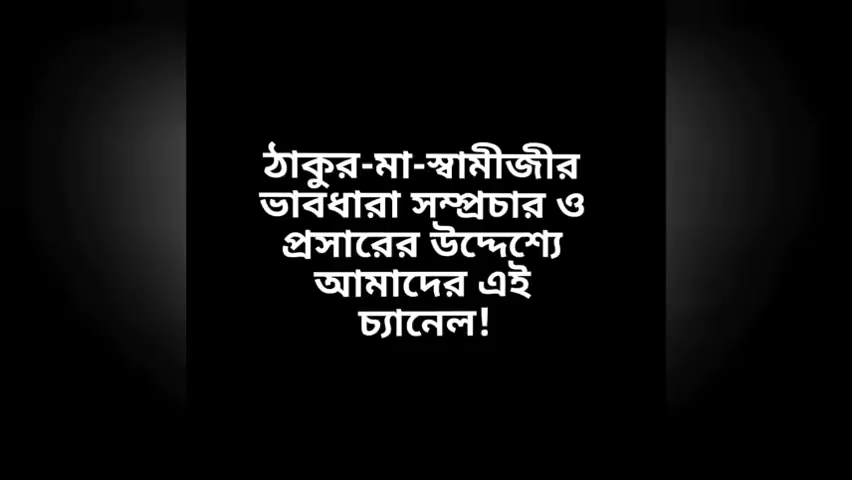 ঠাকুর-মা-স্বামীজীর
ভাবধারা সম্প্রচার ও
প্রসারের উদ্দেশ্যে
আমাদের এই
চ্যানেল!